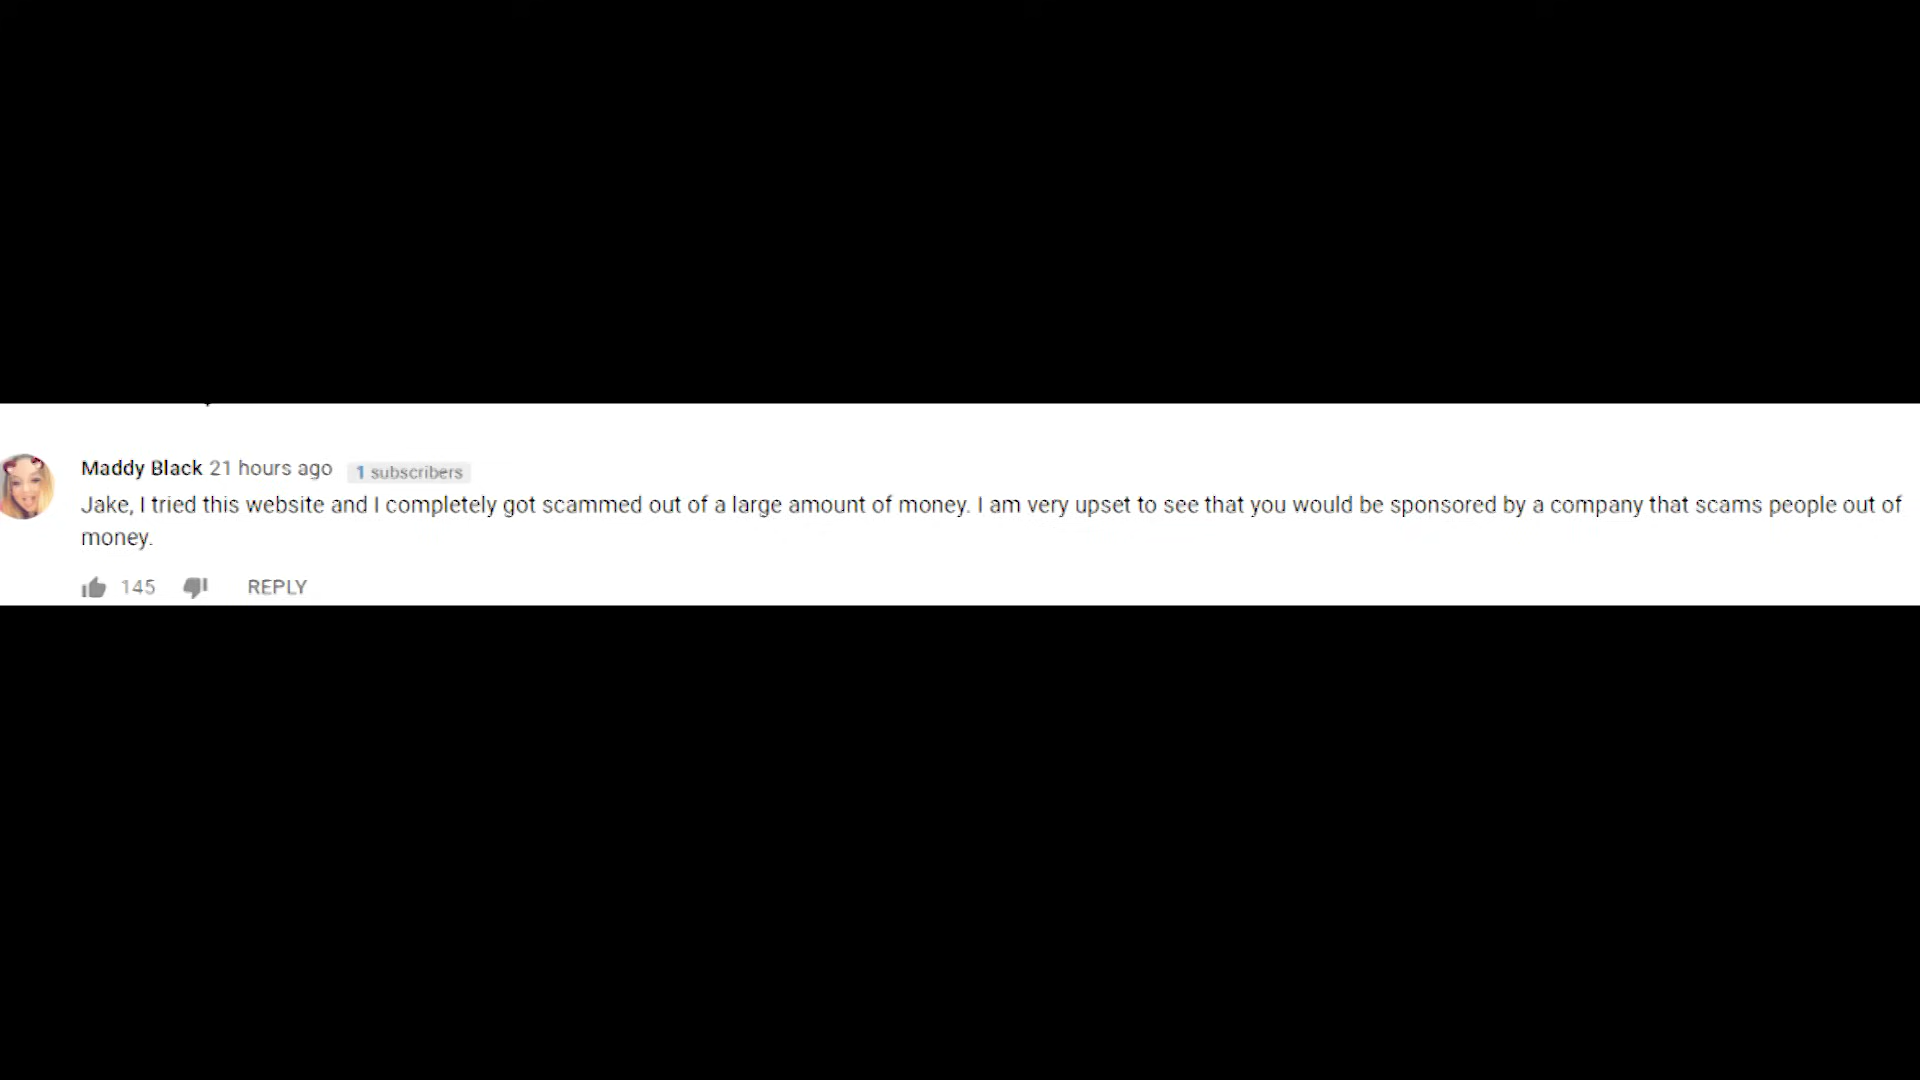 Maddy Black 21 hours ago 1 subscribers
Jake, I tried this website and I completely got scammed out of a large amount of money. I am very upset to see that you would be sponsored by a company that scams people out of
money.
145 REPLY